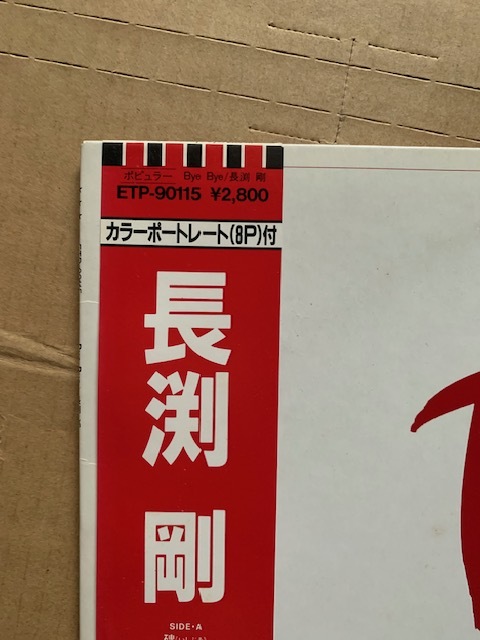 ポピュラー Bye Bye/長渕 剛
ETP-90115 ¥2,800
カラーポートレート(8P)付
長渕 剛
SIDE・A